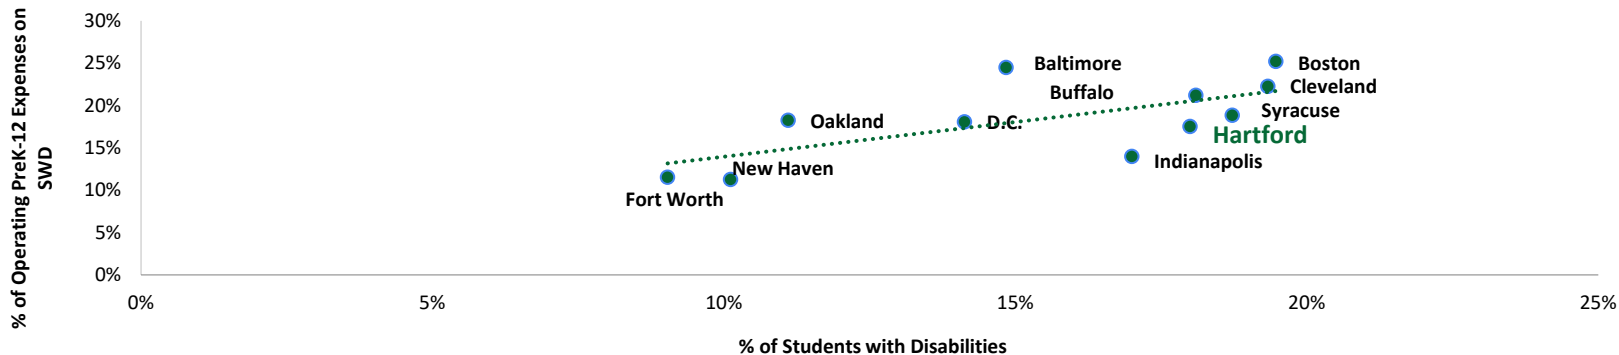 % of Operating PreK-12 Expenses on
SWD
30%
25%
20%
15%
10%
5%
0%
Baltimore
Boston
Buffalo
Cleveland
Oakland
D.C.
Syracuse
Hartford
New Haven
Indianapolis
Fort Worth
0%
5%
10%
15%
20%
25%
% of Students with Disabilities